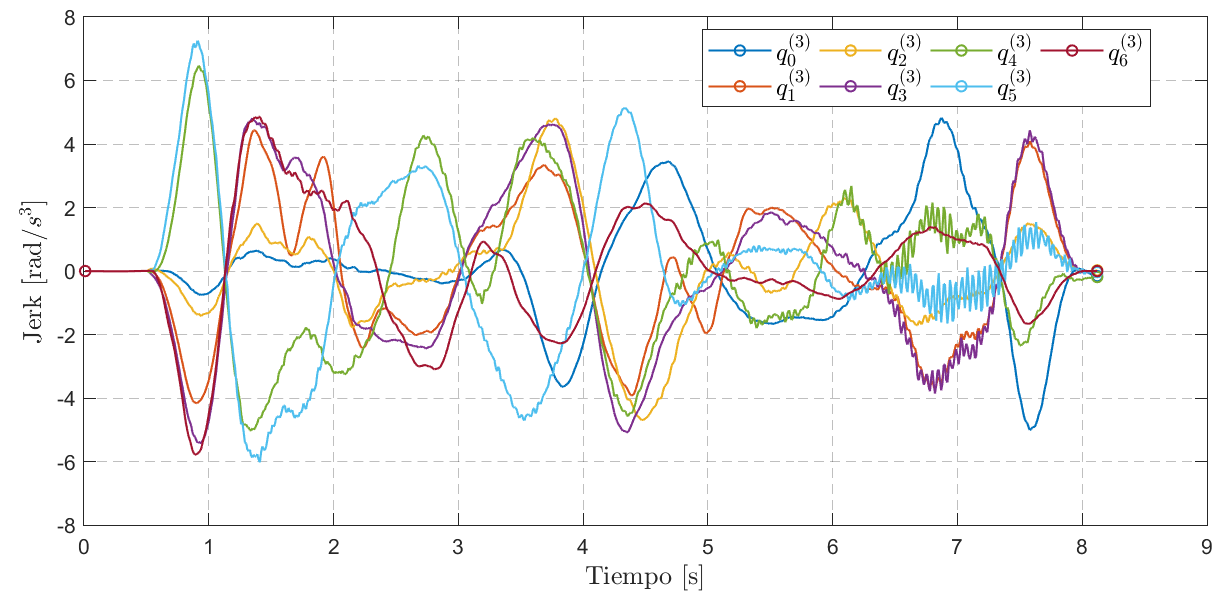 8
6
4
2
0
-2
-4
-6
-8
Jerk [rad/s³]
q₀⁽³⁾ q₂⁽³⁾ q₄⁽³⁾ q₆⁽³⁾
q₁⁽³⁾ q₃⁽³⁾ q₅⁽³⁾
0 1 2 3 4 5 6 7 8 9
Tiempo [s]